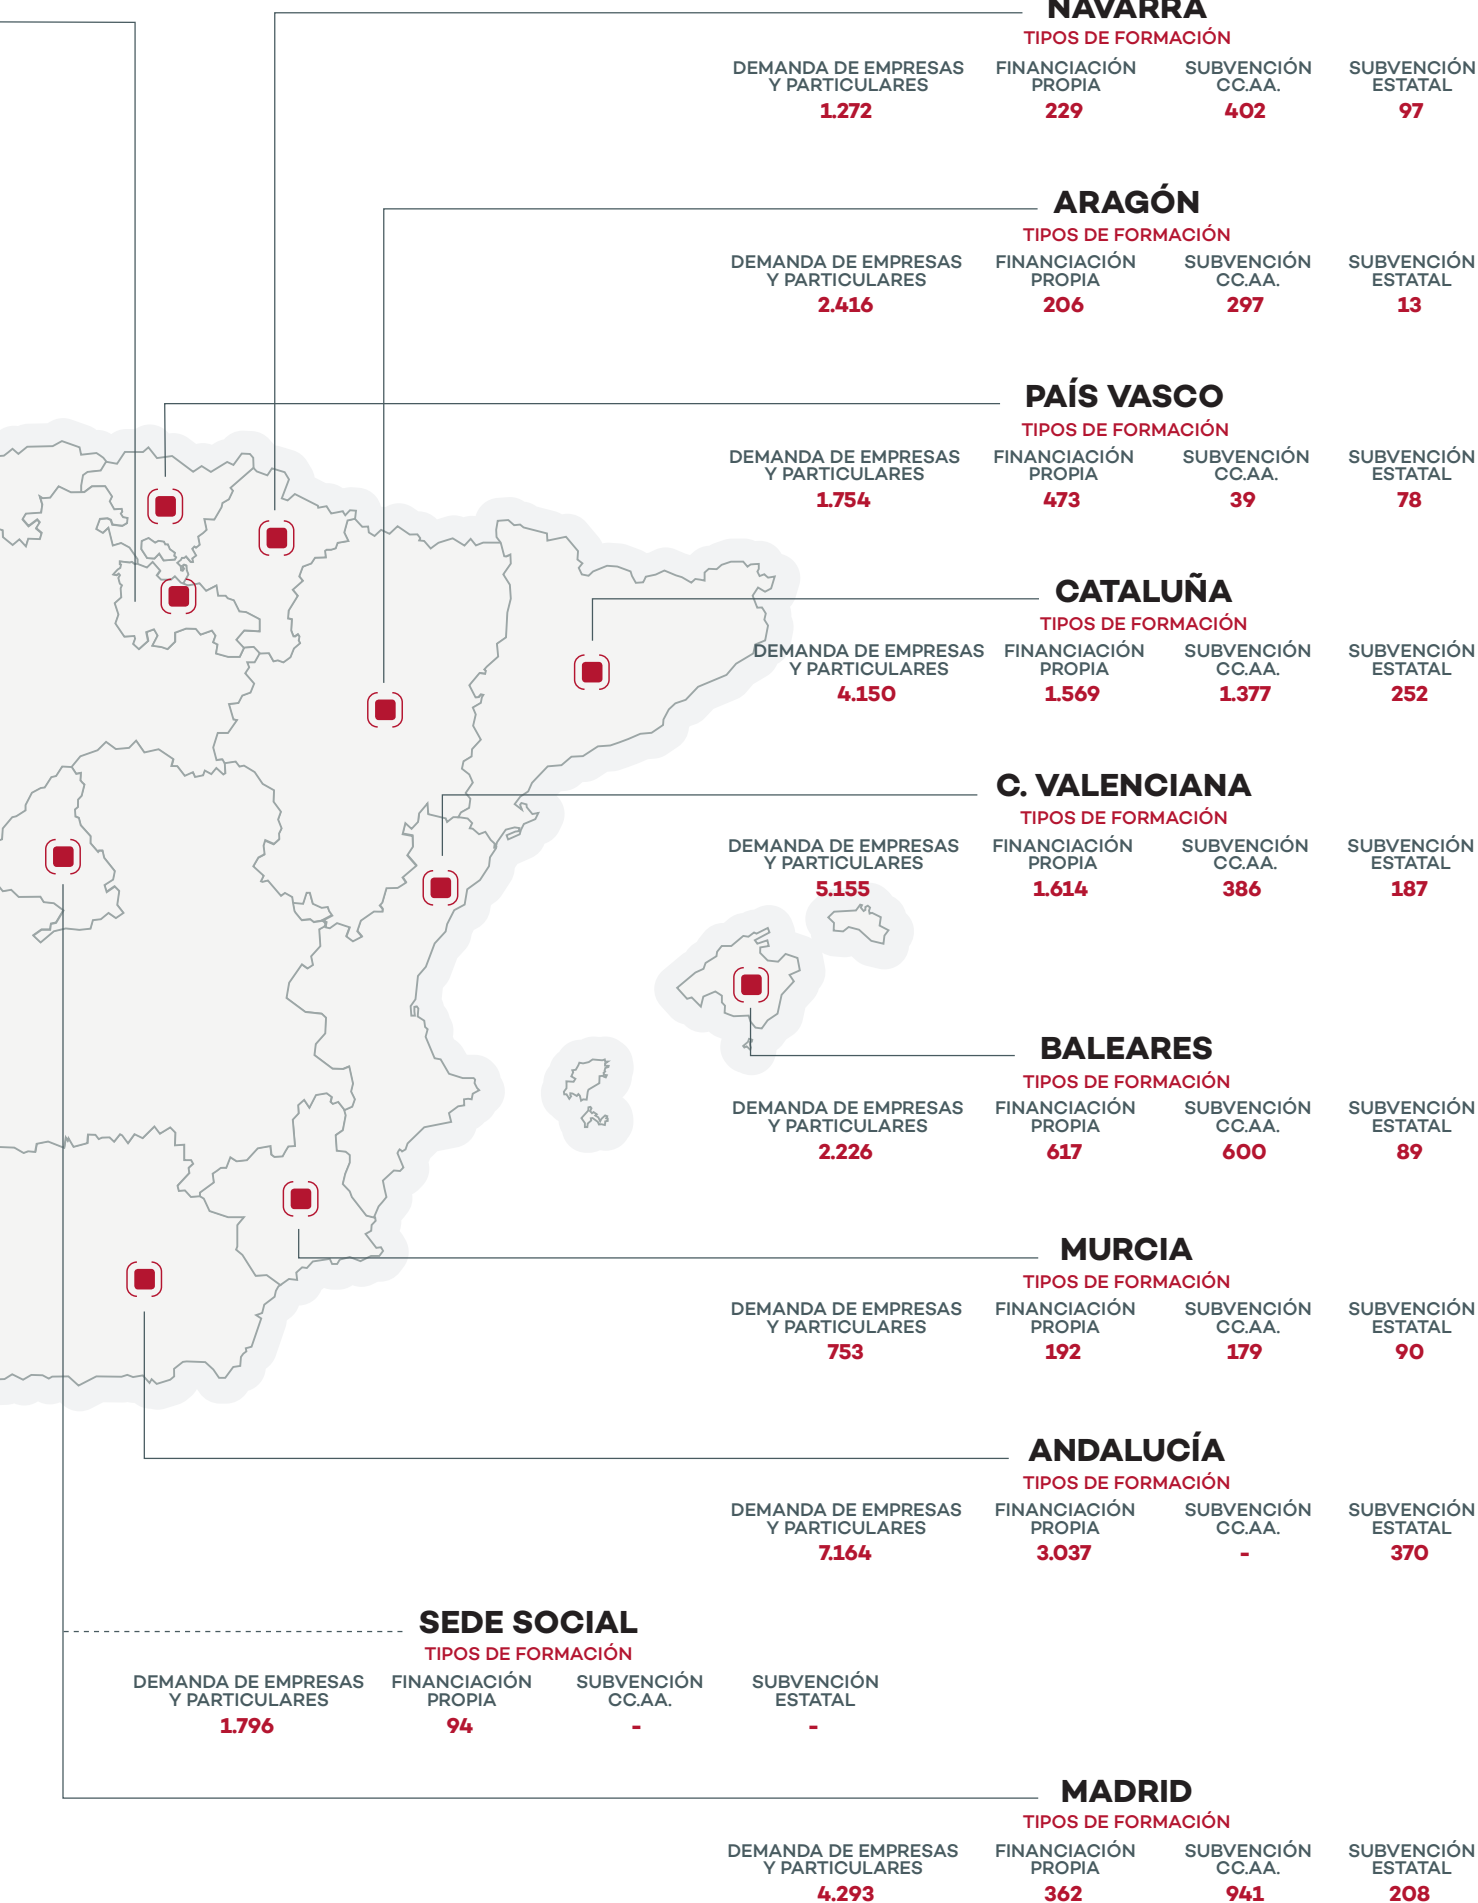 NAVARRA
TIPOS DE FORMACIÓN
DEMANDA DE EMPRESAS Y PARTICULARES
FINANCIACIÓN PROPIA
SUBVENCIÓN CC.AA.
SUBVENCIÓN ESTATAL
1.272 229 402 97
ARAGÓN
TIPOS DE FORMACIÓN
DEMANDA DE EMPRESAS Y PARTICULARES
FINANCIACIÓN PROPIA
SUBVENCIÓN CC.AA.
SUBVENCIÓN ESTATAL
2.416 206 297 13
PAÍS VASCO
TIPOS DE FORMACIÓN
DEMANDA DE EMPRESAS Y PARTICULARES
FINANCIACIÓN PROPIA
SUBVENCIÓN CC.AA.
SUBVENCIÓN ESTATAL
1.754 473 39 78
CATALUÑA
TIPOS DE FORMACIÓN
DEMANDA DE EMPRESAS Y PARTICULARES
FINANCIACIÓN PROPIA
SUBVENCIÓN CC.AA.
SUBVENCIÓN ESTATAL
4.150 1.569 1.377 252
C. VALENCIANA
TIPOS DE FORMACIÓN
DEMANDA DE EMPRESAS Y PARTICULARES
FINANCIACIÓN PROPIA
SUBVENCIÓN CC.AA.
SUBVENCIÓN ESTATAL
5.155 1.614 386 187
BALEARES
TIPOS DE FORMACIÓN
DEMANDA DE EMPRESAS Y PARTICULARES
FINANCIACIÓN PROPIA
SUBVENCIÓN CC.AA.
SUBVENCIÓN ESTATAL
2.226 617 600 89
MURCIA
TIPOS DE FORMACIÓN
DEMANDA DE EMPRESAS Y PARTICULARES
FINANCIACIÓN PROPIA
SUBVENCIÓN CC.AA.
SUBVENCIÓN ESTATAL
753 192 179 90
ANDALUCÍA
TIPOS DE FORMACIÓN
DEMANDA DE EMPRESAS Y PARTICULARES
FINANCIACIÓN PROPIA
SUBVENCIÓN CC.AA.
SUBVENCIÓN ESTATAL
7.164 3.037 - 370
SEDE SOCIAL
TIPOS DE FORMACIÓN
DEMANDA DE EMPRESAS Y PARTICULARES
FINANCIACIÓN PROPIA
SUBVENCIÓN CC.AA.
SUBVENCIÓN ESTATAL
1.796 94 - -
MADRID
TIPOS DE FORMACIÓN
DEMANDA DE EMPRESAS Y PARTICULARES
FINANCIACIÓN PROPIA
SUBVENCIÓN CC.AA.
SUBVENCIÓN ESTATAL
4.293 362 941 208